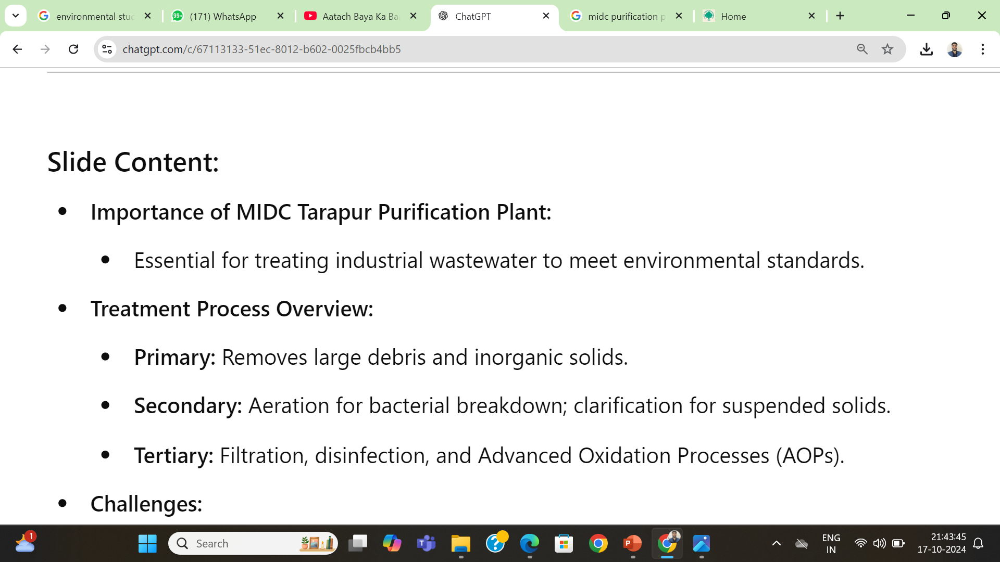 environmental stud
99+
(171) WhatsApp
Aatach Baya Ka Ba
ChatGPT
midc purification p
Home
chatgpt.com/c/67113133-51ec-8012-b602-0025fbcb4bb5
Slide Content:
Importance of MIDC Tarapur Purification Plant:
Essential for treating industrial wastewater to meet environmental standards.
Treatment Process Overview:
Primary: Removes large debris and inorganic solids.
Secondary: Aeration for bacterial breakdown; clarification for suspended solids.
Tertiary: Filtration, disinfection, and Advanced Oxidation Processes (AOPs).
Challenges:
1
Search
ENG
IN
21:43:45
17-10-2024